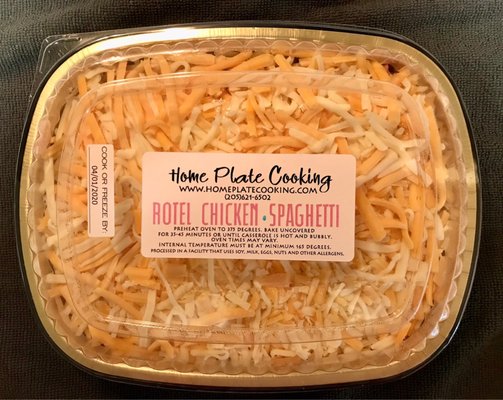 Home Plate Cooking
WWW.HOMEPLATECOOKING.COM
(205)621-6502
ROTEL CHICKEN SPAGHETTI
PREHEAT OVEN TO 375 DEGREES. BAKE UNCOVERED
FOR 35-45 MINUTES OR UNTIL CASSEROLE IS HOT AND BUBBLY.
OVEN TIMES MAY VARY.
INTERNAL TEMPERATURE MUST BE AT MINIMUM 165 DEGREES.
PROCESSED IN A FACILITY THAT USES SOY, MILK, EGGS, NUTS AND OTHER ALLERGENS.
COOK OR FREEZE BY:
04/01/2020